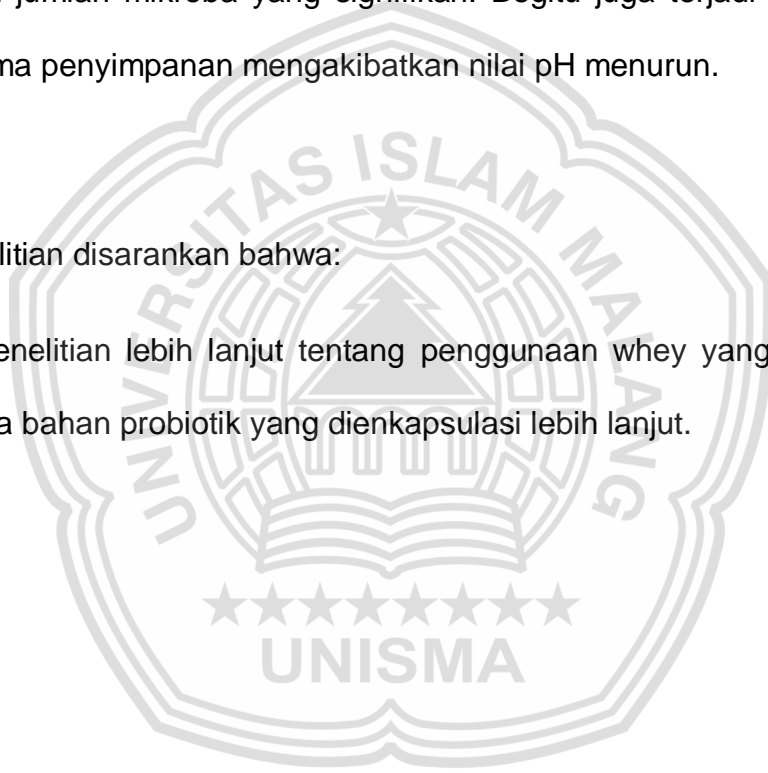 jumlah mikroba yang signifikan. Begitu juga terjadi
ma penyimpanan mengakibatkan nilai pH menurun.
UNIVERSITAS ISLAM MALANG
litian disarankan bahwa:
enelitian lebih lanjut tentang penggunaan whey yang
a bahan probiotik yang dienkapsulasi lebih lanjut.
UNISMA